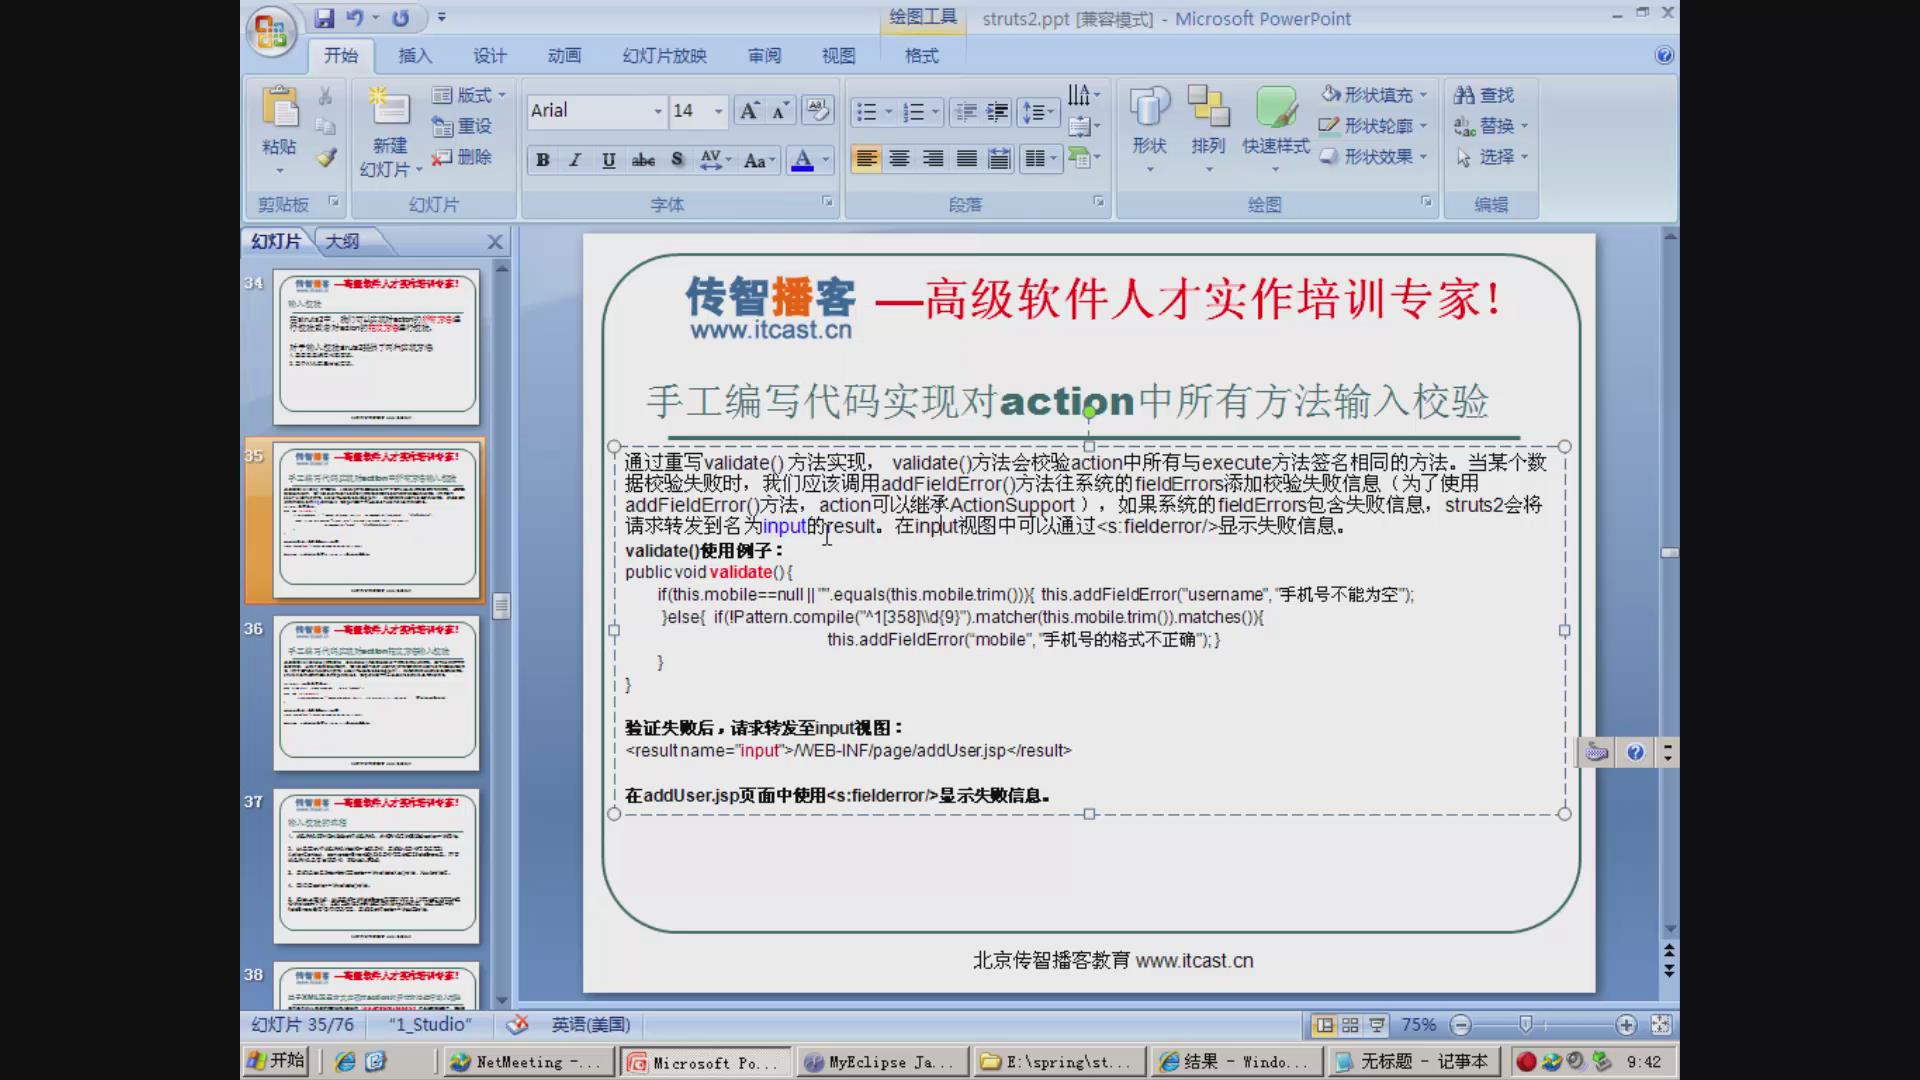 绘图工具
struts2.ppt [兼容模式] - Microsoft PowerPoint
开始 插入 设计 动画 幻灯片放映 审阅 视图 格式
粘贴
新建
幻灯片
版式
重设
删除
Arial 14
形状 排列 快速样式
形状填充
形状轮廓
形状效果
查找
替换
选择
剪贴板 幻灯片 字体 段落 绘图 编辑
幻灯片 大纲
34
35
36
37
38
传智播客 —高级软件人才实作培训专家!
www.itcast.cn
手工编写代码实现对action中所有方法输入校验
通过重写validate() 方法实现， validate()方法会校验action中所有与execute方法签名相同的方法。当某个数
据校验失败时，我们应该调用addFieldError()方法往系统的fieldErrors添加校验失败信息（为了使用
addFieldError()方法，action可以继承ActionSupport ），如果系统的fieldErrors包含失败信息，struts2会将
请求转发到名为input的result。在input视图中可以通过<s:fielderror/>显示失败信息。
validate()使用例子：
public void validate() {
if(this.mobile==null || "".equals(this.mobile.trim())){ this.addFieldError("username", "手机号不能为空");
}else{ if(!Pattern.compile("^1[358]\\d{9}").matcher(this.mobile.trim()).matches()){
this.addFieldError("mobile", "手机号的格式不正确"); }
}
}
验证失败后，请求转发至input视图：
<result name="input">/WEB-INF/page/addUser.jsp</result>
在addUser.jsp页面中使用<s:fielderror/>显示失败信息。
北京传智播客教育 www.itcast.cn
幻灯片 35/76 "1_Studio" 英语(美国) 75%
开始 NetMeeting -... Microsoft Po... MyEclipse Ja... E:\spring\st... 结果 - Windo... 无标题 - 记事本 9:42